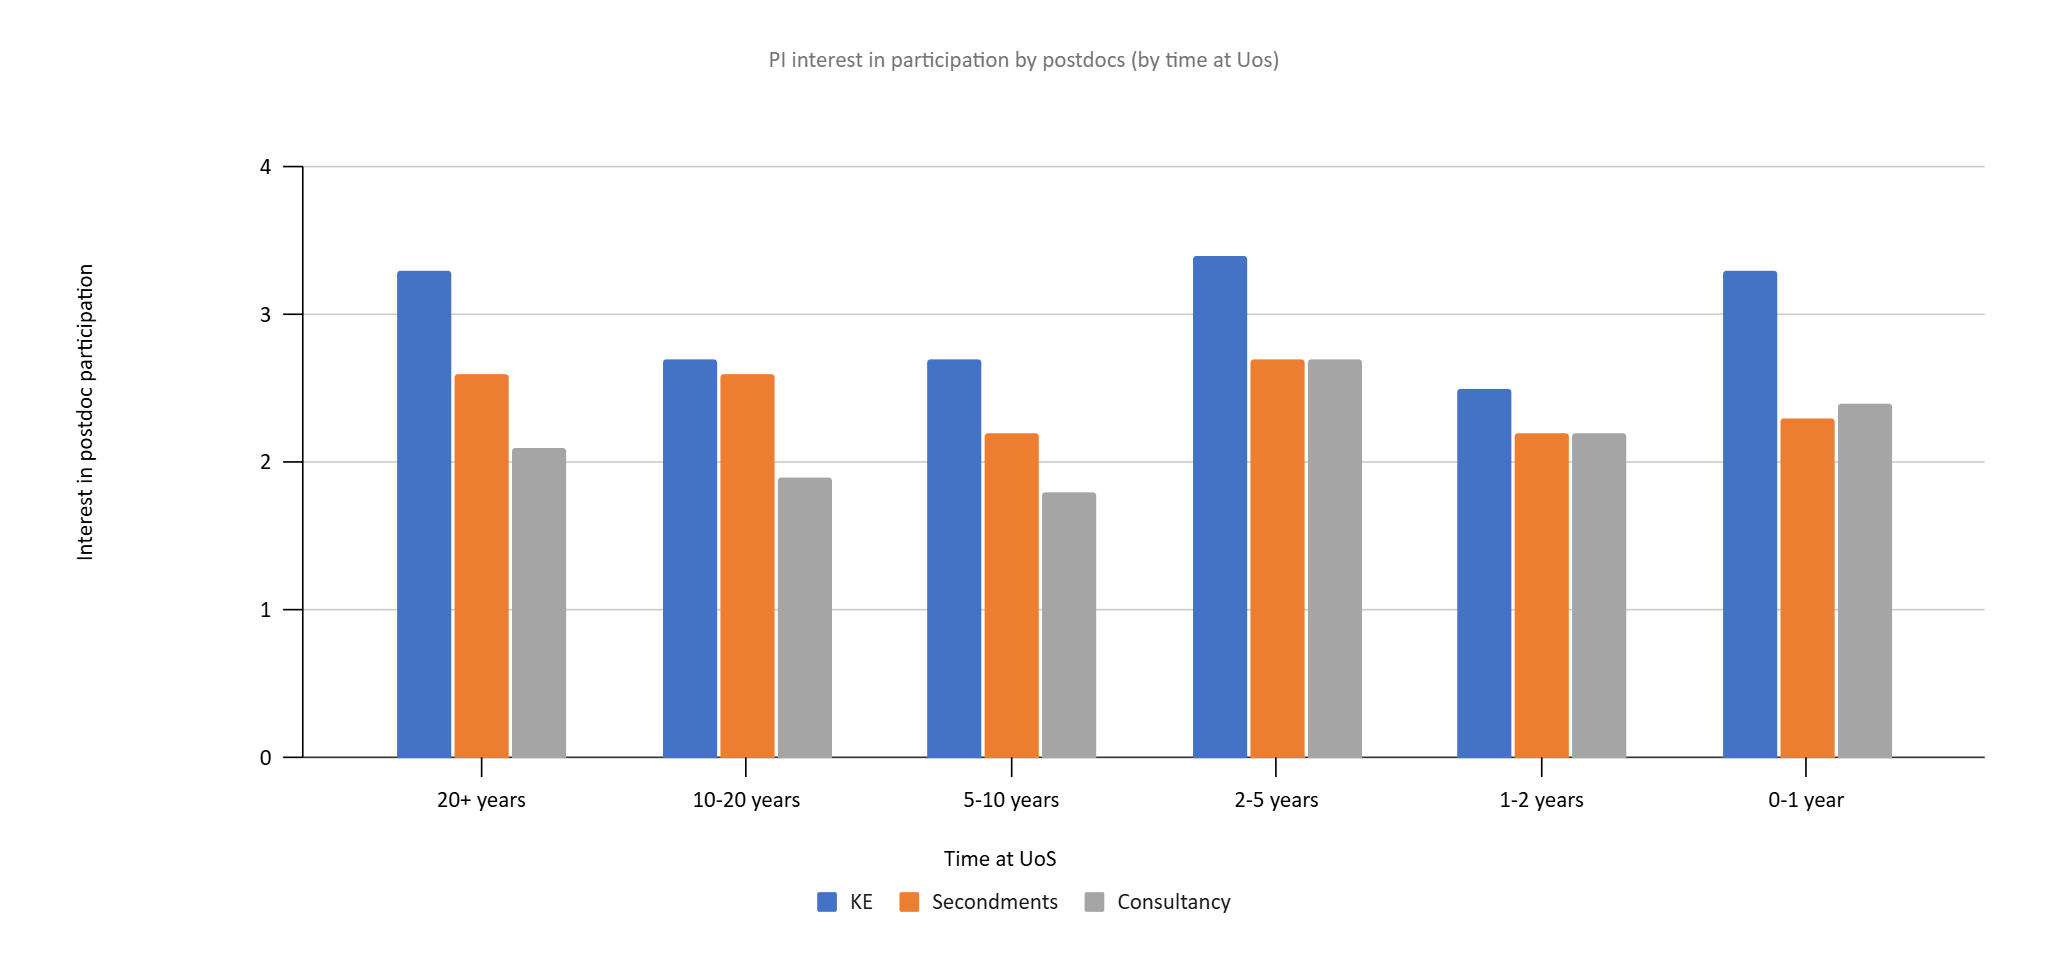 PI interest in participation by postdocs (by time at Uos)
Interest in postdoc participation
4
3
2
1
0
20+ years
10-20 years
5-10 years
2-5 years
1-2 years
0-1 year
Time at UoS
KE
Secondments
Consultancy